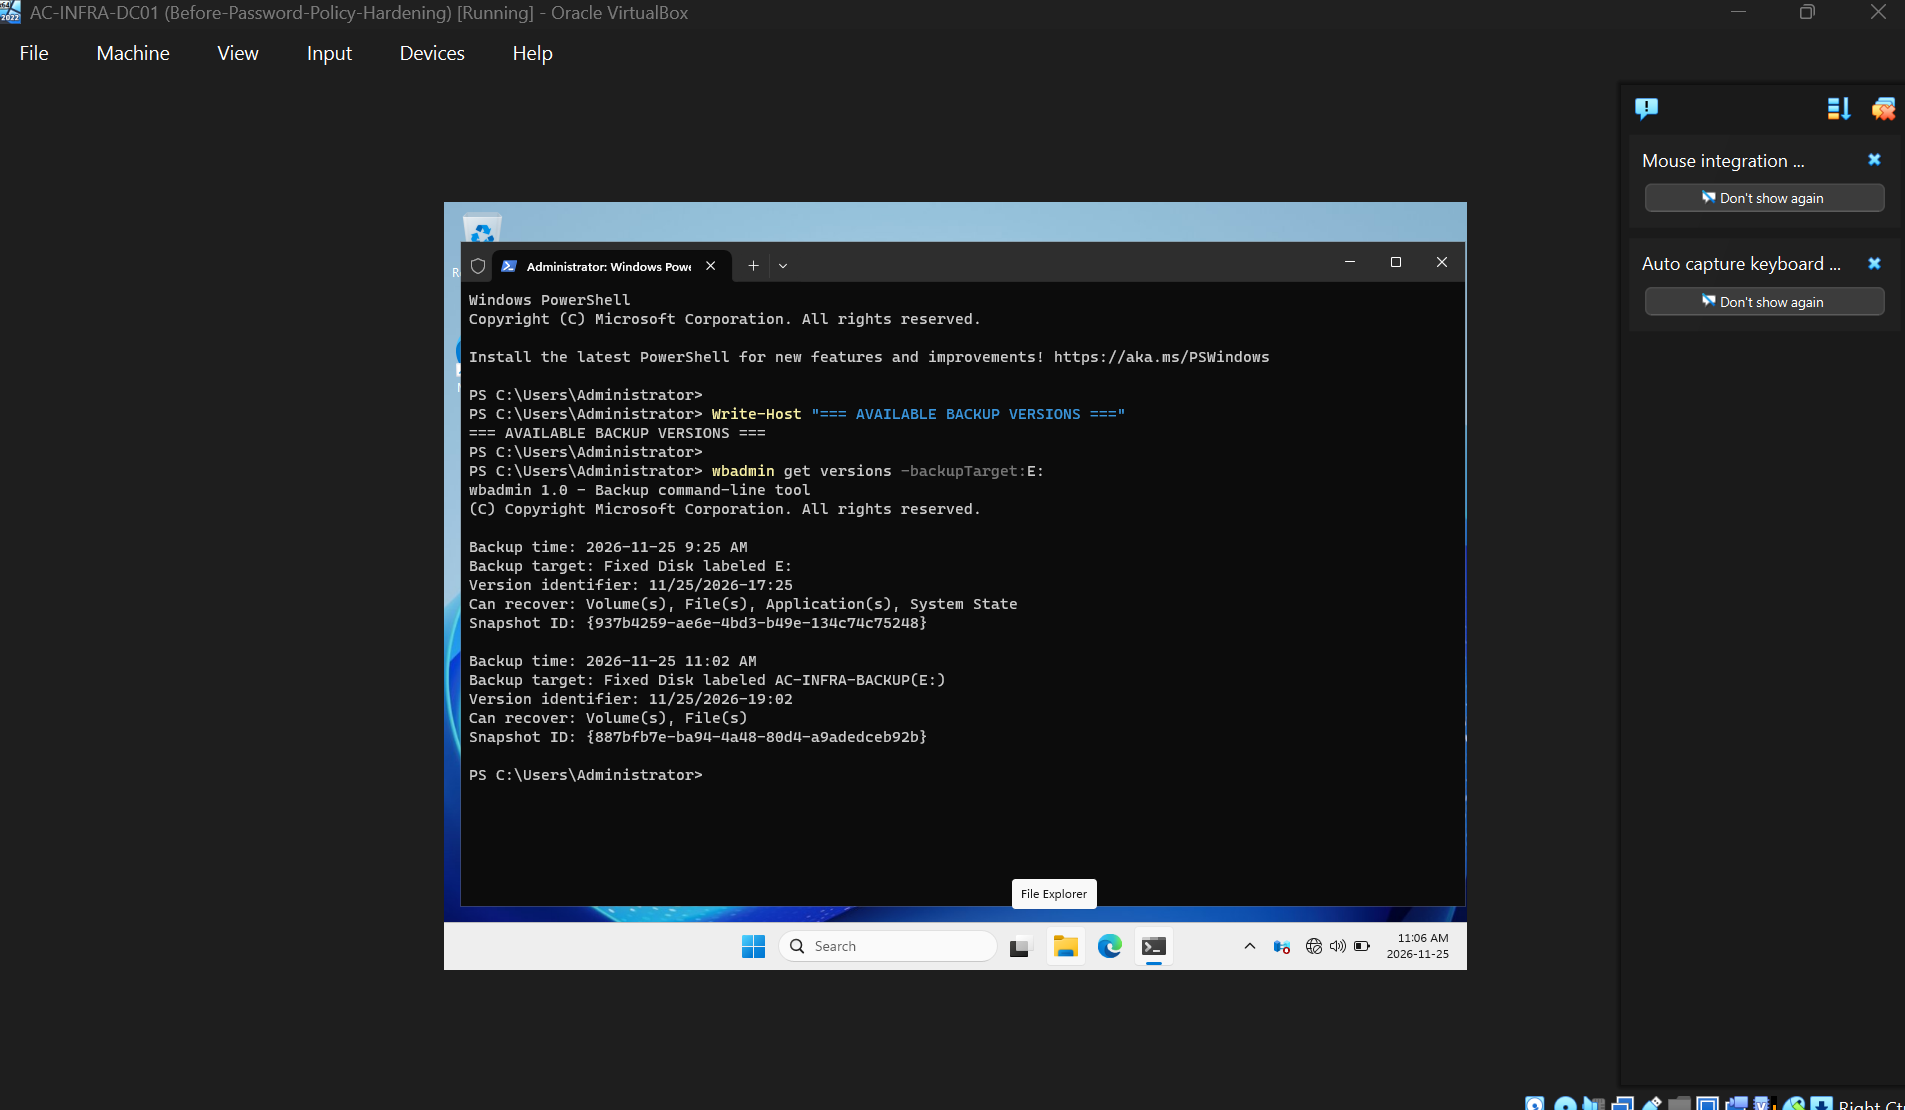 AC-INFRA-DC01 (Before-Password-Policy-Hardening) [Running] - Oracle VirtualBox
File Machine View Input Devices Help
Mouse integration ...
Don't show again
Auto capture keyboard ...
Don't show again
Administrator: Windows Powe
Windows PowerShell
Copyright (C) Microsoft Corporation. All rights reserved.
Install the latest PowerShell for new features and improvements! https://aka.ms/PSWindows
PS C:\Users\Administrator>
PS C:\Users\Administrator> Write-Host "=== AVAILABLE BACKUP VERSIONS ==="
=== AVAILABLE BACKUP VERSIONS ===
PS C:\Users\Administrator>
PS C:\Users\Administrator> wbadmin get versions -backupTarget:E:
wbadmin 1.0 - Backup command-line tool
(C) Copyright Microsoft Corporation. All rights reserved.
Backup time: 2026-11-25 9:25 AM
Backup target: Fixed Disk labeled E:
Version identifier: 11/25/2026-17:25
Can recover: Volume(s), File(s), Application(s), System State
Snapshot ID: {937b4259-ae6e-4bd3-b49e-134c74c75248}
Backup time: 2026-11-25 11:02 AM
Backup target: Fixed Disk labeled AC-INFRA-BACKUP(E:)
Version identifier: 11/25/2026-19:02
Can recover: Volume(s), File(s)
Snapshot ID: {887bfb7e-ba94-4a48-80d4-a9adedceb92b}
PS C:\Users\Administrator>
File Explorer
Search
11:06 AM
2026-11-25
Right Ct